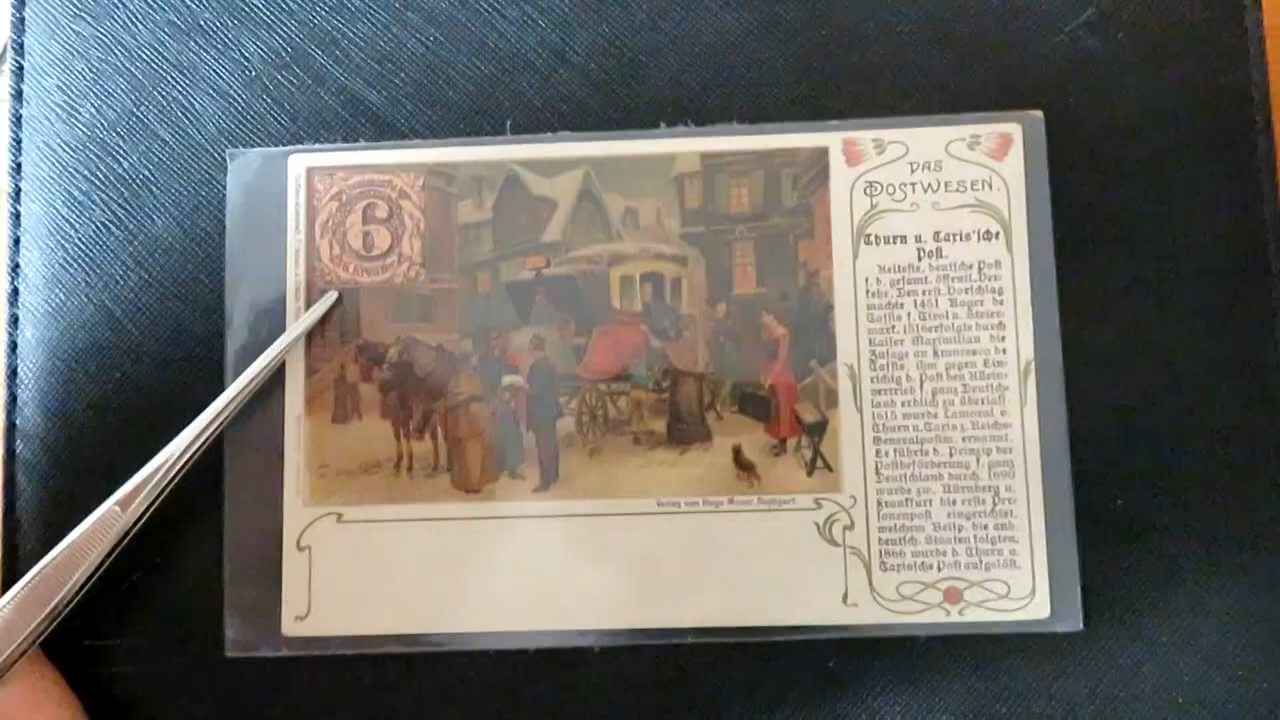 6
DAS
POSTWESEN.
Thurn u. Taxis'sche
Post.
Aelteste, deutsche Post
f. d. gesamt. öffentl. Ver-
kehr. Den erst. Vorschlag
machte 1451 Roger de
Tassis f. Tirol u. Steier-
mark. 1516 erfolgte durch
Kaiser Maximilian die
Zusage an Francesco de
Tassis, ihm gegen Ein-
richtg d. Post den Allein-
vertrieb f. ganz Deutsch-
land erblich zu überlass.
1615 wurde Lamoral v.
Thurn u. Taxis z. Reichs-
Generalpostm. ernannt.
Er führte d. Prinzip der
Postbeförderung f. ganz
Deutschland durch. 1690
wurde zw. Nürnberg u.
Frankfurt die erste Per-
sonenpost eingerichtet,
welchem Beisp. die and.
deutsch. Staaten folgten.
1866 wurde d. Thurn u.
Taxissche Post aufgelöst.
Verlag von Hugo Moser, Stuttgart.